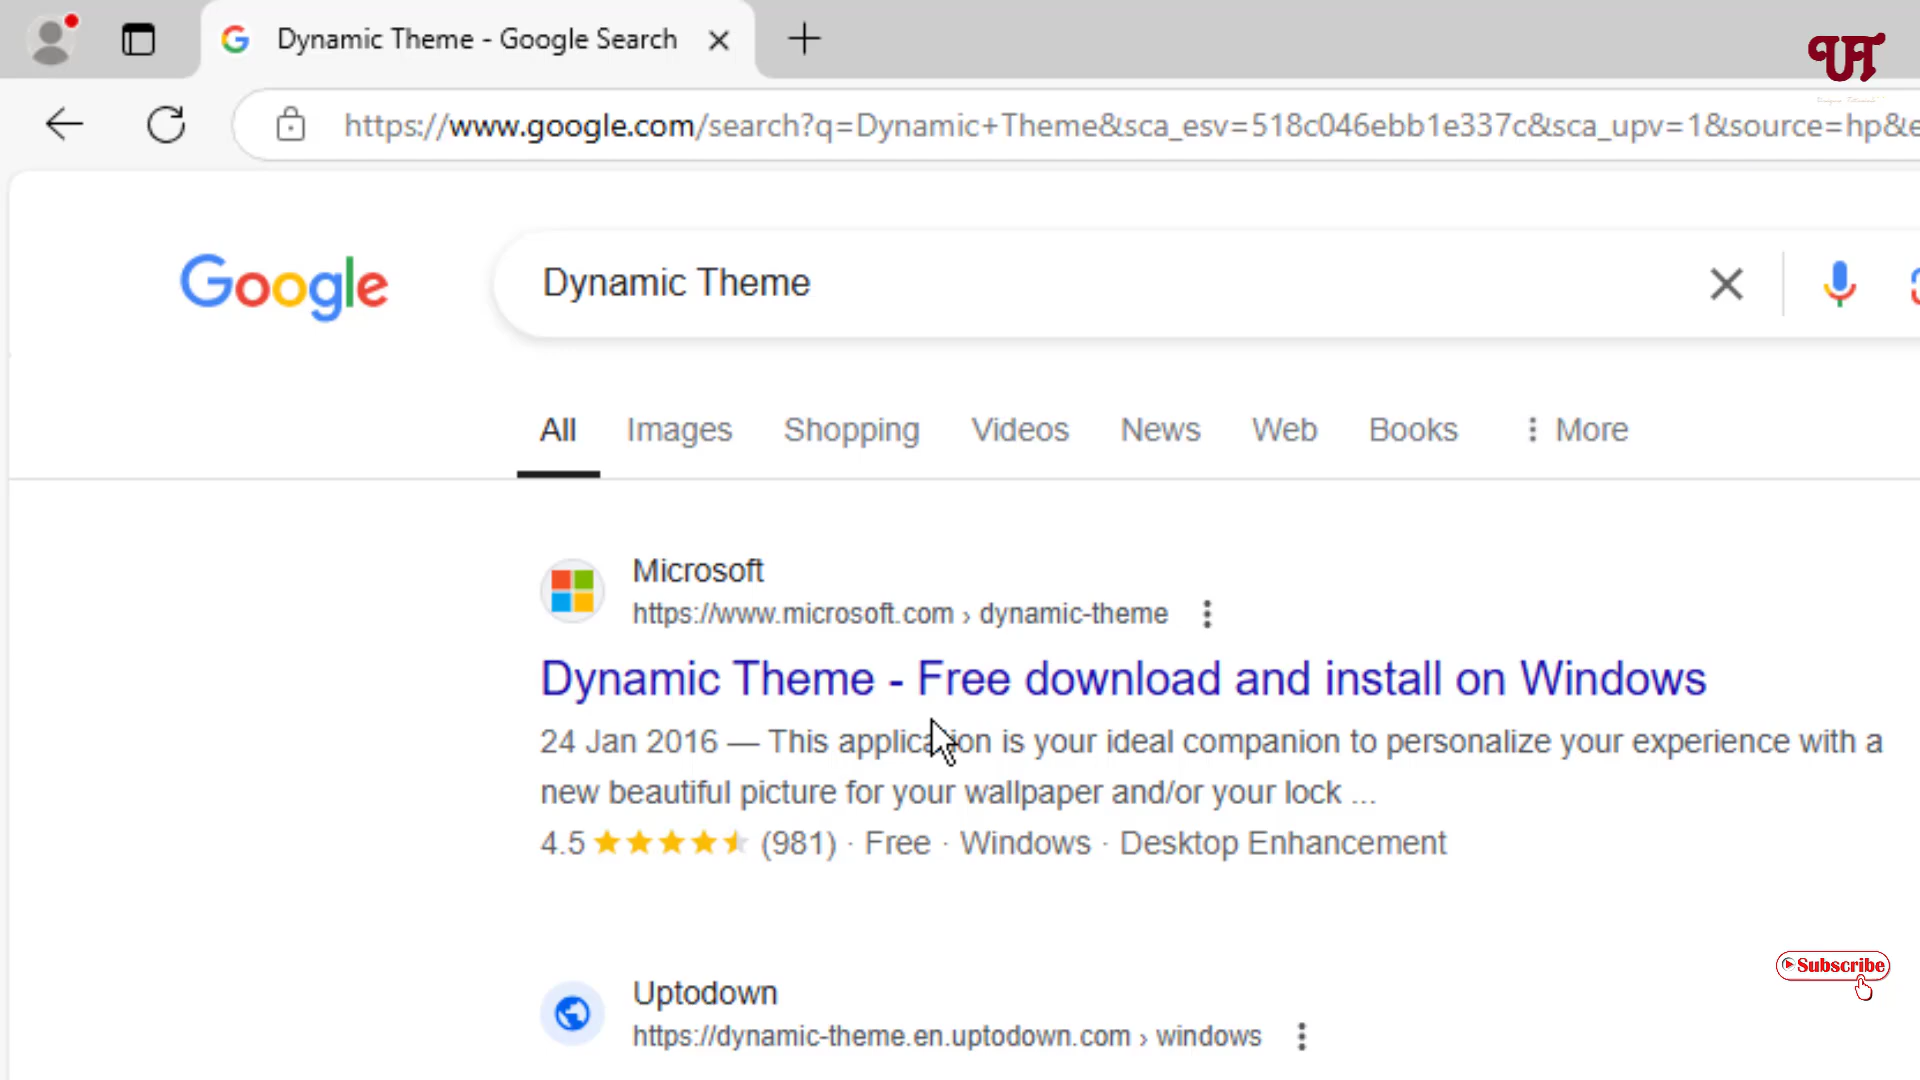 Dynamic Theme - Google Search
UT
https://www.google.com/search?q=Dynamic+Theme&sca_esv=518c046ebb1e337c&sca_upv=1&source=hp&e
Google
Dynamic Theme
All Images Shopping Videos News Web Books More
Microsoft
https://www.microsoft.com › dynamic-theme
Dynamic Theme - Free download and install on Windows
24 Jan 2016 — This application is your ideal companion to personalize your experience with a
new beautiful picture for your wallpaper and/or your lock ...
4.5 (981) · Free · Windows · Desktop Enhancement
Subscribe
Uptodown
https://dynamic-theme.en.uptodown.com › windows